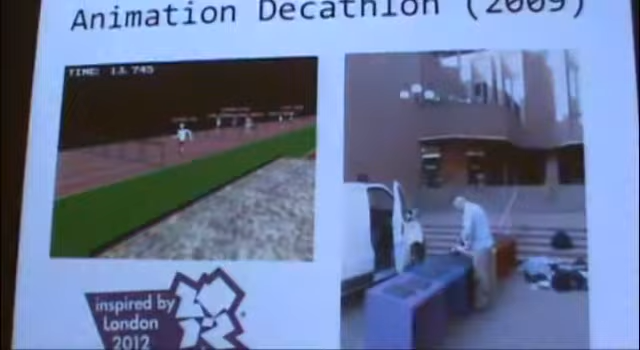 Animation Decathlon (2009)
TIME: 13.745
inspired by
London
2012